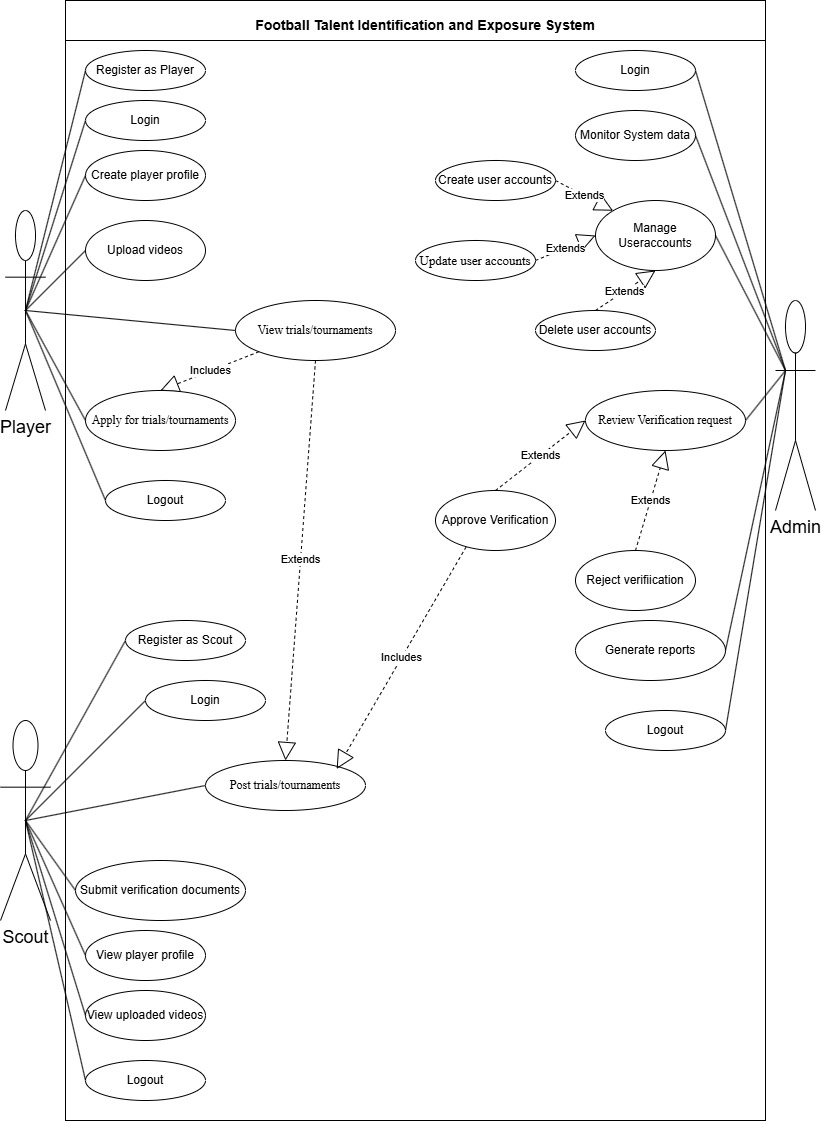 Football Talent Identification and Exposure System
Register as Player
Login
Create player profile
Upload videos
View trials/tournaments
Includes
Apply for trials/tournaments
Logout
Player
Login
Monitor System data
Create user accounts
Extends
Manage
Useraccounts
Update user accounts
Extends
Extends
Delete user accounts
Review Verification request
Extends
Approve Verification
Extends
Reject verifiication
Admin
Generate reports
Logout
Extends
Includes
Register as Scout
Login
Post trials/tournaments
Submit verification documents
Scout
View player profile
View uploaded videos
Logout